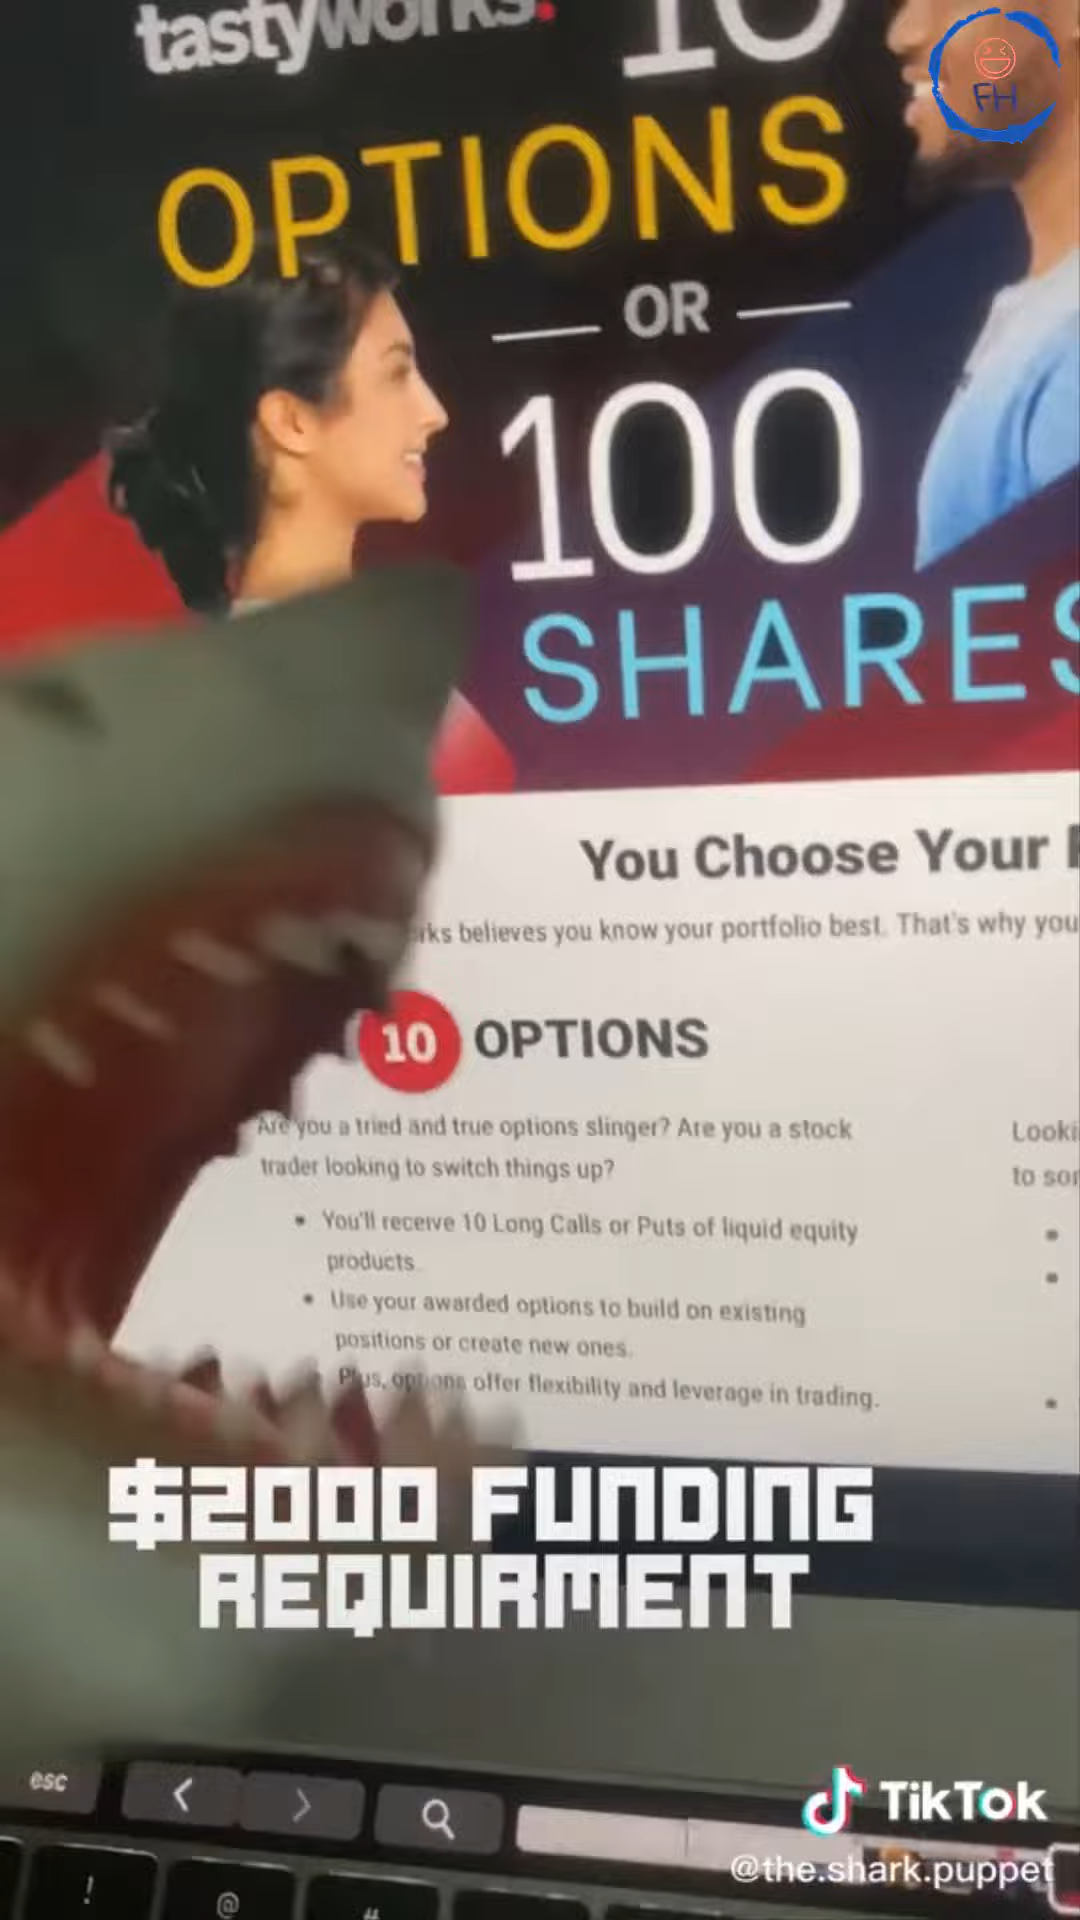 tastyworks.
10
FH
OPTIONS
OR
100
SHARES
You Choose Your
believes you know your portfolio best. That's why you
10 OPTIONS
Are you a tried and true options slinger? Are you a stock
trader looking to switch things up?
• You'll receive 10 Long Calls or Puts of liquid equity
products.
• Use your awarded options to build on existing
positions or create new ones.
Plus, options offer flexibility and leverage in trading.
$2000 FUNDING
REQUIRMENT
esc
TikTok
@the.shark.puppet
!
@